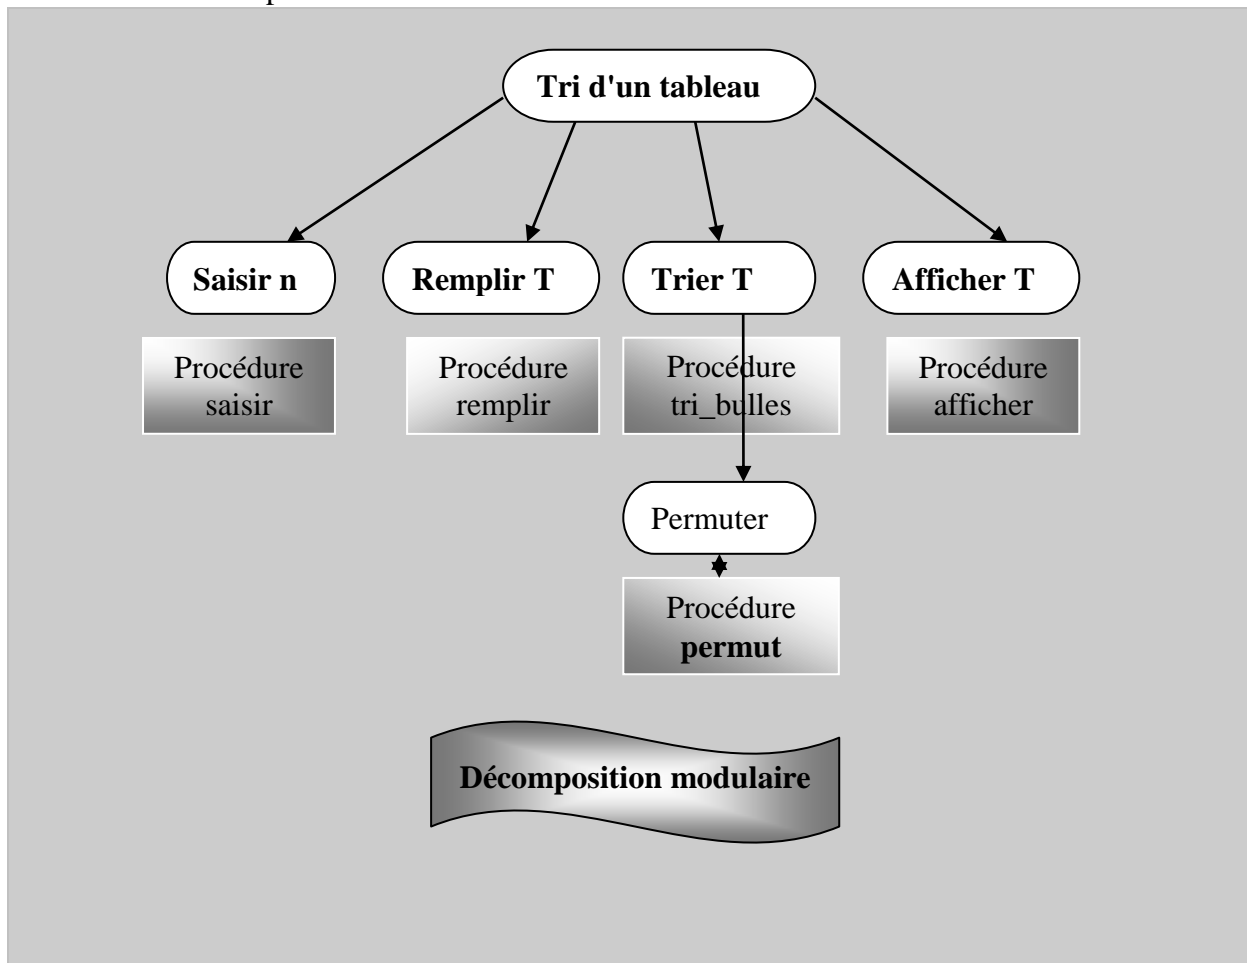 Tri d'un tableau
Saisir n
Remplir T
Trier T
Afficher T
Procédure
saisir
Procédure
remplir
Procédure
tri_bulles
Procédure
afficher
Permuter
Procédure
permut
Décomposition modulaire